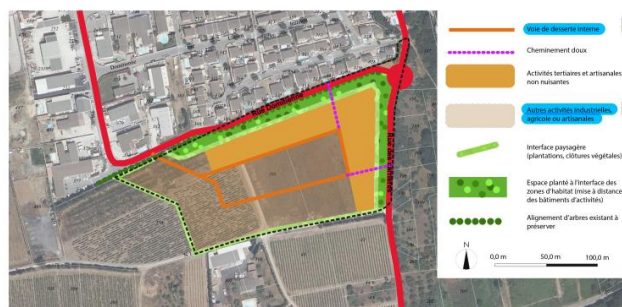 Voie de desserte interne
Cheminement doux
Activités tertiaires et artisanales
non nuisantes
Autres activités industrielles,
agricole ou artisanales
Interface paysagère
(plantations, clôtures végétales)
Espace planté à l'interface des
zones d'habitat (mise à distance
des bâtiments d'activités)
Alignement d'arbres existant à
préserver
N
0,0 m 50,0 m 100,0 m